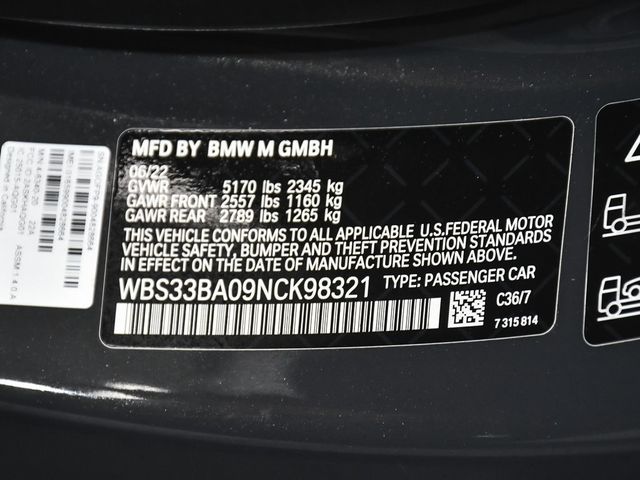 MFD BY BMW M GMBH
06/22
GVWR 5170 lbs 2345 kg
GAWR FRONT 2557 lbs 1160 kg
GAWR REAR 2789 lbs 1265 kg
THIS VEHICLE CONFORMS TO ALL APPLICABLE U.S.FEDERAL MOTOR
VEHICLE SAFETY, BUMPER AND THEFT PREVENTION STANDARDS
IN EFFECT ON THE DATE OF MANUFACTURE SHOWN ABOVE.
WBS33BA09NCK98321 TYPE: PASSENGER CAR
C36/7
7 315 814